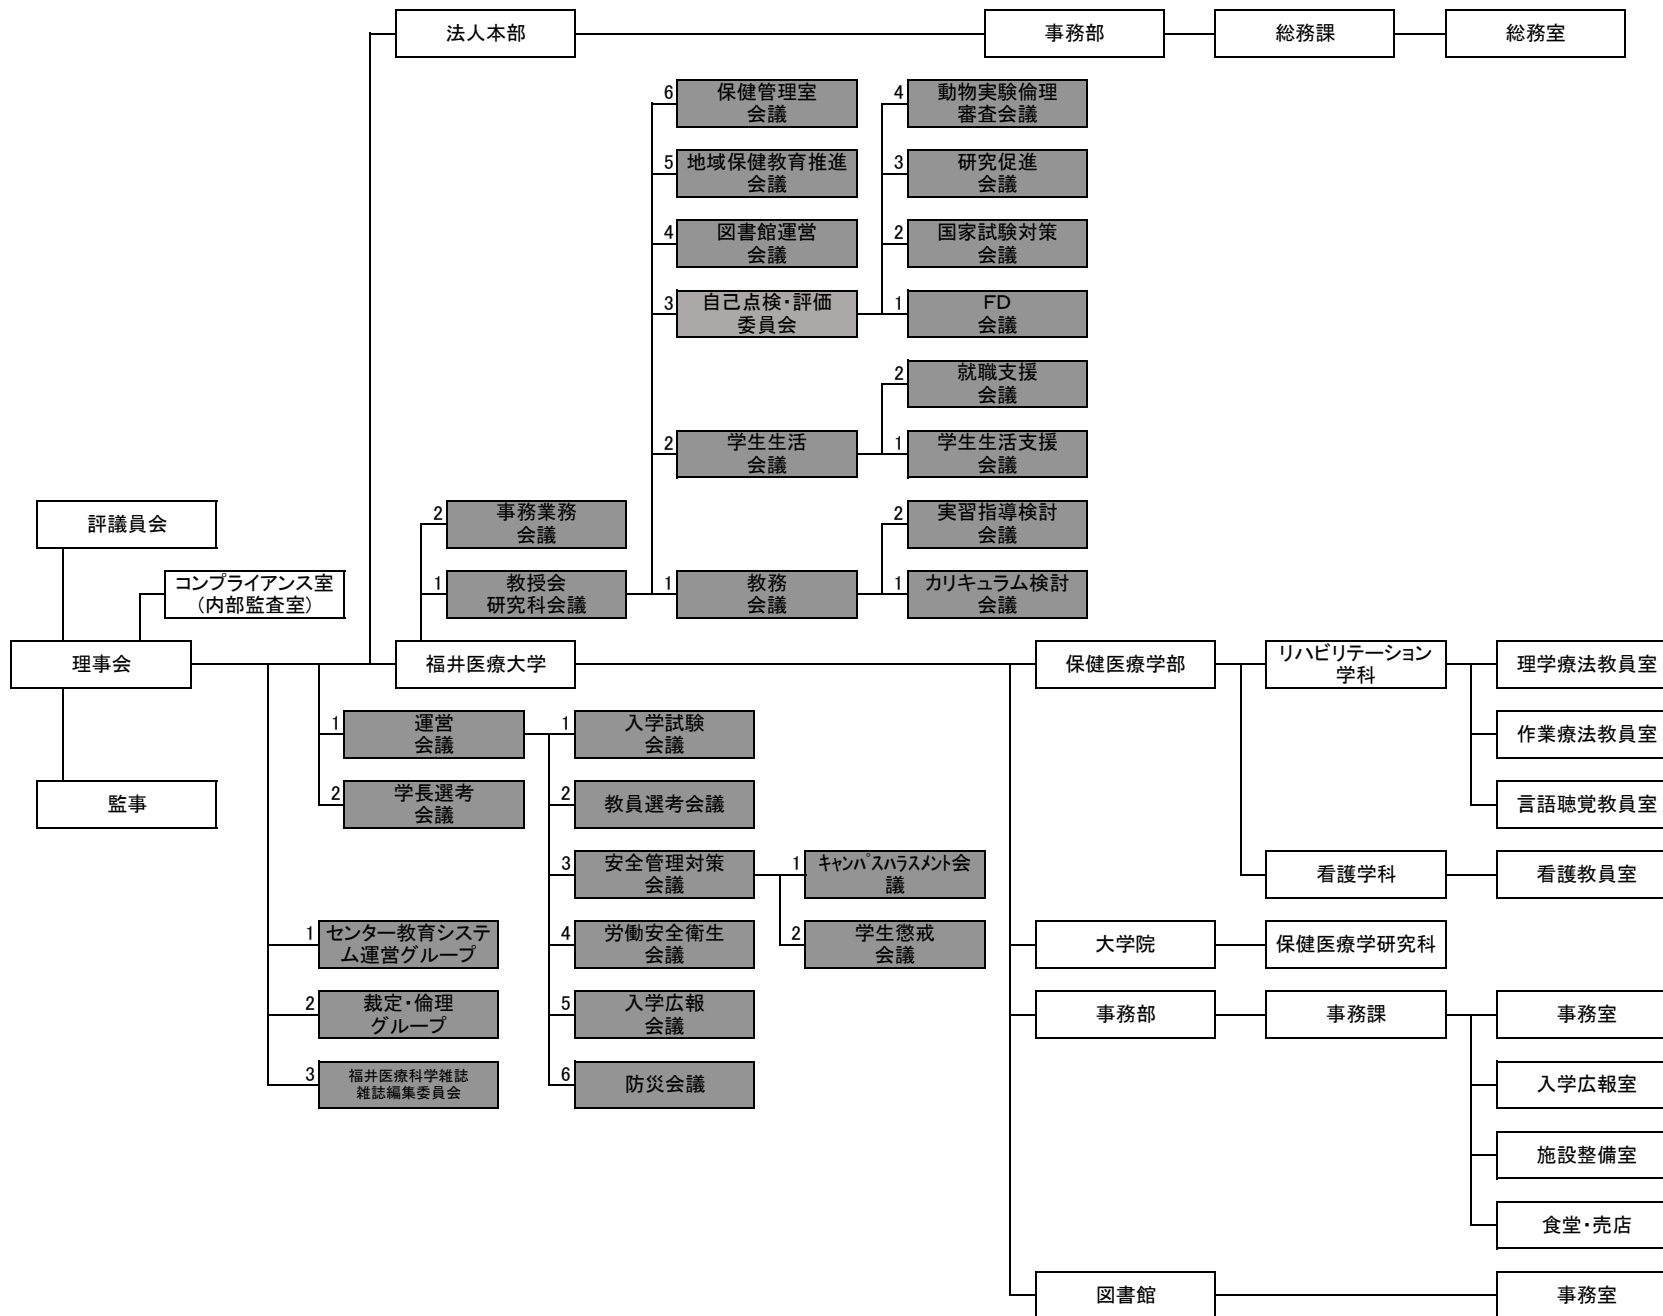 法人本部
事務部
総務課
総務室
6
保健管理室
会議
4
動物実験倫理
審査会議
5
地域保健教育推進
会議
3
研究促進
会議
4
図書館運営
会議
2
国家試験対策
会議
3
自己点検・評価
委員会
1
FD
会議
2
就職支援
会議
2
学生生活
会議
1
学生生活支援
会議
評議員会
2
事務業務
会議
2
実習指導検討
会議
コンプライアンス室
(内部監査室)
1
教授会
研究科会議
1
教務
会議
1
カリキュラム検討
会議
理事会
福井医療大学
保健医療学部
リハビリテーション
学科
理学療法教員室
1
運営
会議
1
入学試験
会議
作業療法教員室
監事
2
学長選考
会議
2
教員選考会議
言語聴覚教員室
3
安全管理対策
会議
1
キャンパスハラスメント会
議
看護学科
看護教員室
1
センター教育システ
ム運営グループ
4
労働安全衛生
会議
2
学生懲戒
会議
大学院
保健医療学研究科
2
裁定・倫理
グループ
5
入学広報
会議
事務部
事務課
事務室
3
福井医療科学雑誌
雑誌編集委員会
6
防災会議
入学広報室
施設整備室
食堂・売店
図書館
事務室